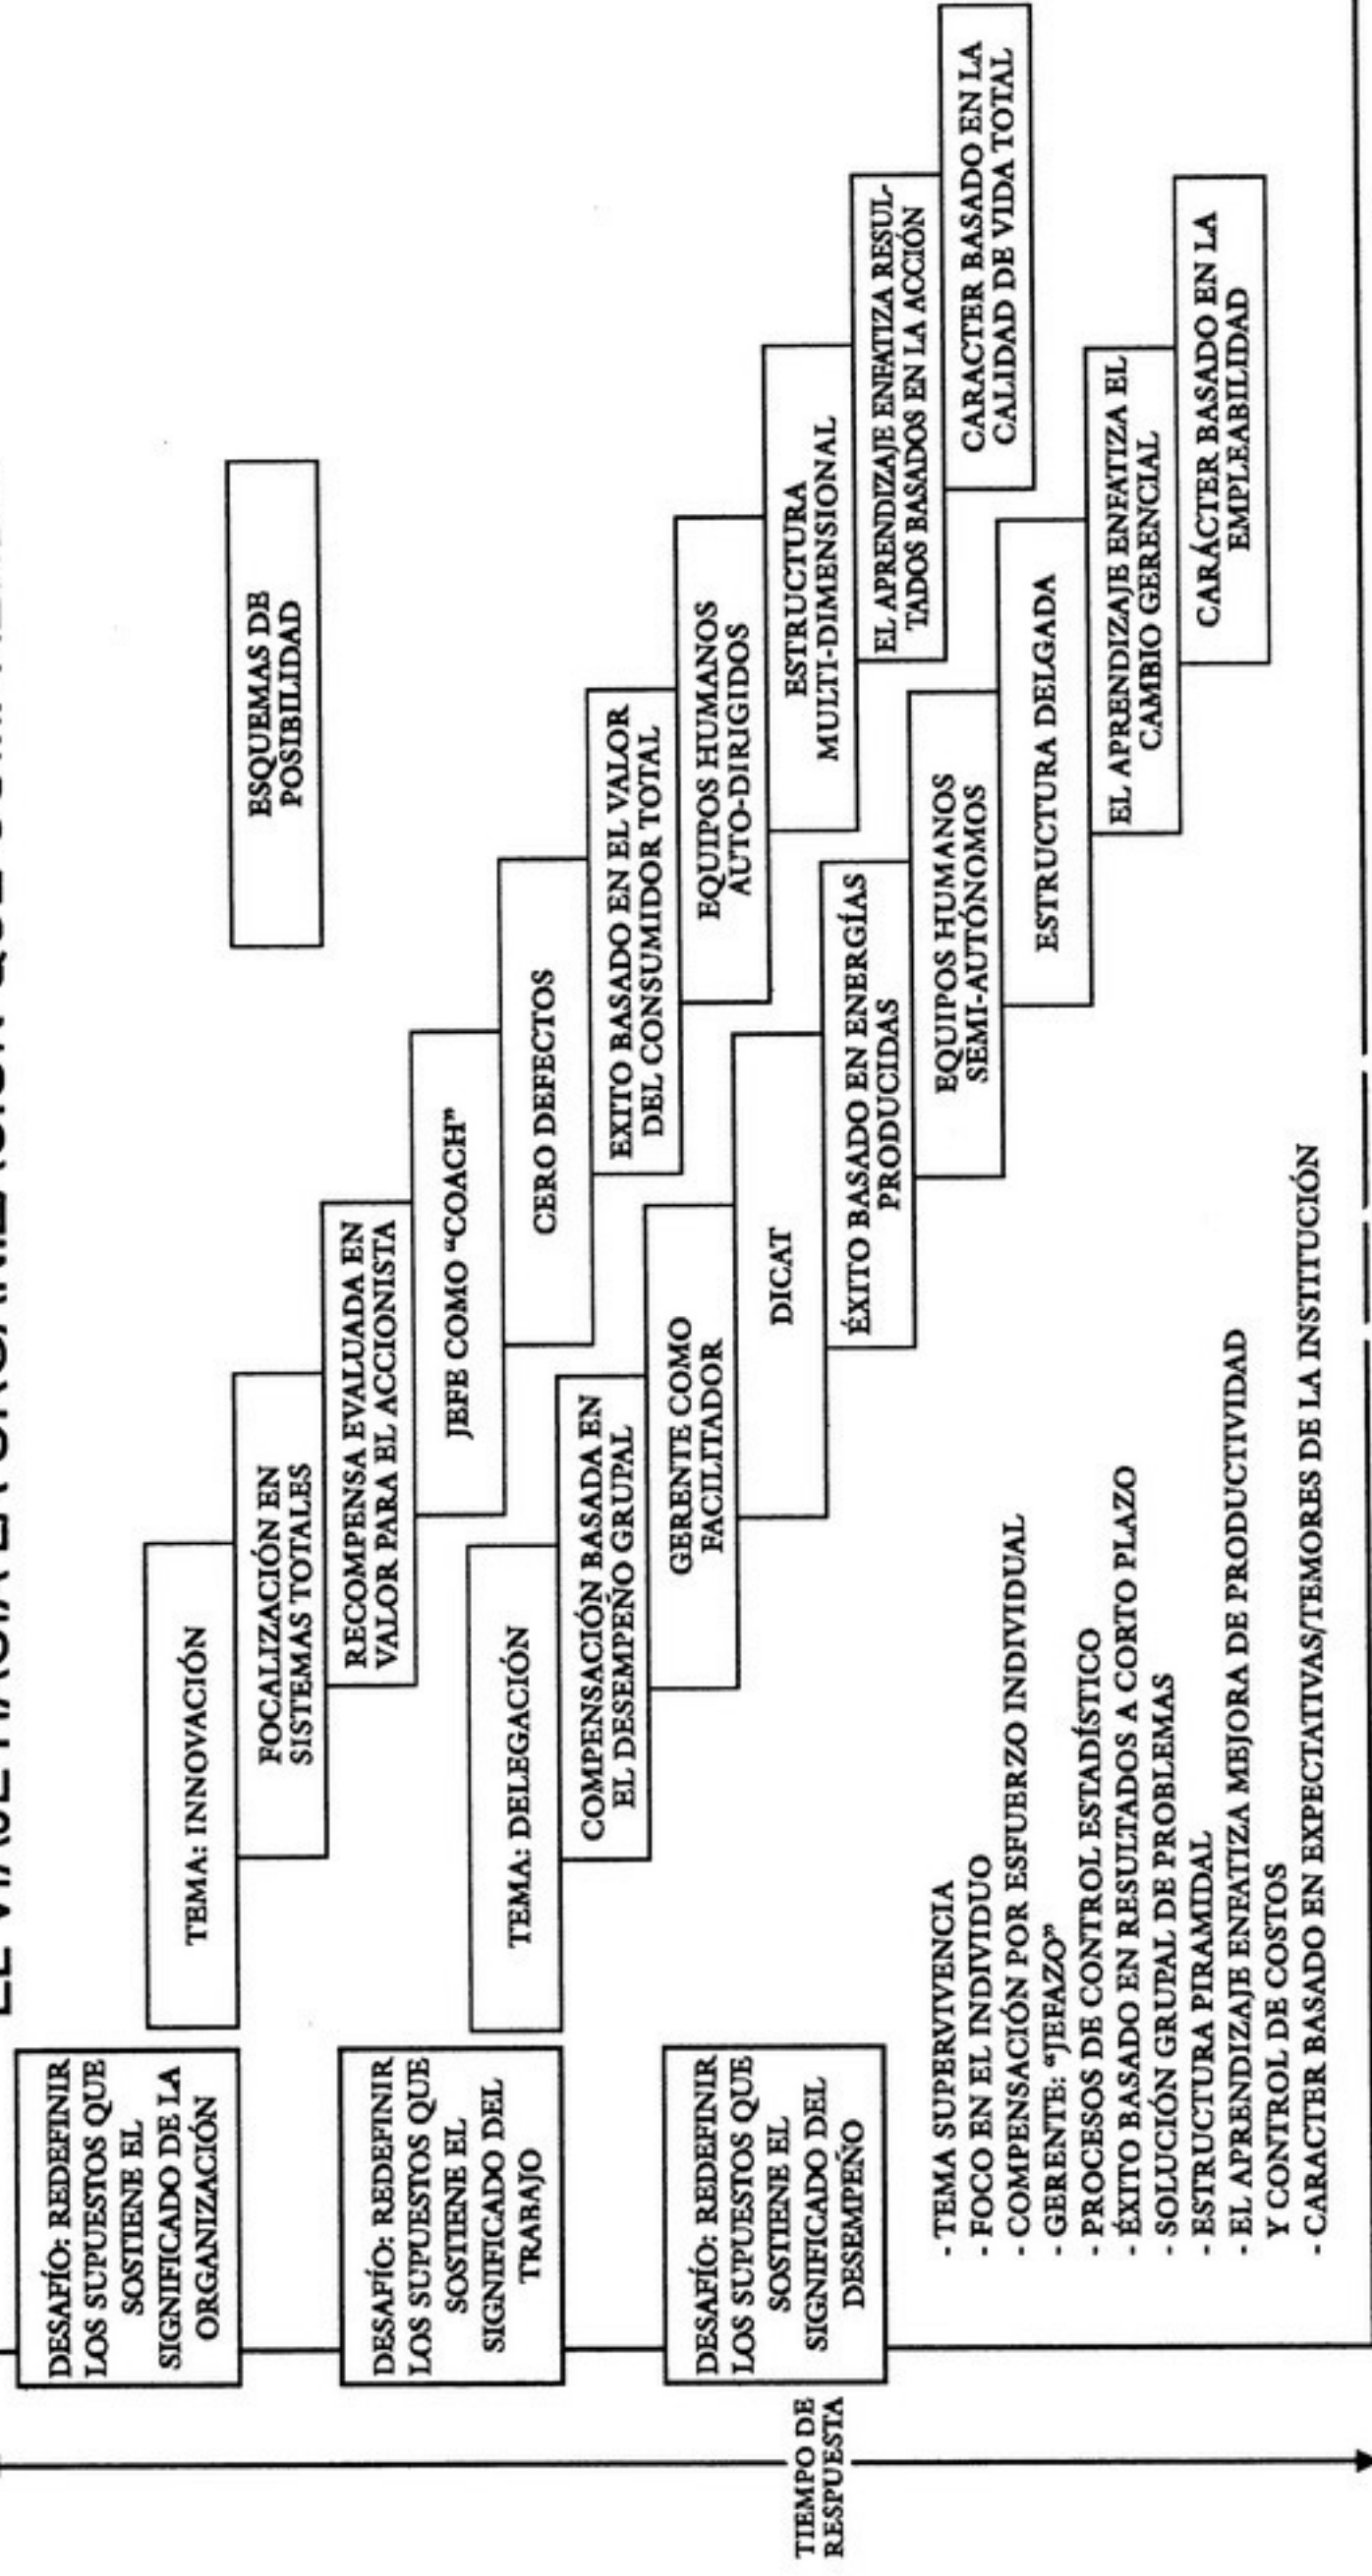 EL VIAJE HACIA LA ORGANIZACIÓN QUE
DESAFÍO: REDEFINIR
LOS SUPUESTOS QUE
SOSTIENE EL
SIGNIFICADO DE LA
ORGANIZACIÓN
TEMA: INNOVACIÓN
FOCALIZACIÓN EN
SISTEMAS TOTALES
RECOMPENSA EVALUADA EN
VALOR PARA EL ACCIONISTA
JEFE COMO “COACH”
CERO DEFECTOS
EXITO BASADO EN EL VALOR
DEL CONSUMIDOR TOTAL
EQUIPOS HUMANOS
AUTO-DIRIGIDOS
ESTRUCTURA
MULTI-DIMENSIONAL
EL APRENDIZAJE ENFATIZA RESUL-
TADOS BASADOS EN LA ACCIÓN
CARACTER BASADO EN LA
CALIDAD DE VIDA TOTAL
ESQUEMAS DE
POSIBILIDAD
DESAFÍO: REDEFINIR
LOS SUPUESTOS QUE
SOSTIENE EL
SIGNIFICADO DEL
TRABAJO
TEMA: DELEGACIÓN
COMPENSACIÓN BASADA EN
EL DESEMPEÑO GRUPAL
GERENTE COMO
FACILITADOR
DICAT
ÉXITO BASADO EN ENERGÍAS
PRODUCIDAS
EQUIPOS HUMANOS
SEMI-AUTÓNOMOS
ESTRUCTURA DELGADA
EL APRENDIZAJE ENFATIZA EL
CAMBIO GERENCIAL
CARÁCTER BASADO EN LA
EMPLEABILIDAD
DESAFÍO: REDEFINIR
LOS SUPUESTOS QUE
SOSTIENE EL
SIGNIFICADO DEL
DESEMPEÑO
TIEMPO DE
RESPUESTA
- TEMA SUPERVIVENCIA
- FOCO EN EL INDIVIDUO
- COMPENSACIÓN POR ESFUERZO INDIVIDUAL
- GERENTE: “JEFAZO”
- PROCESOS DE CONTROL ESTADÍSTICO
- ÉXITO BASADO EN RESULTADOS A CORTO PLAZO
- SOLUCIÓN GRUPAL DE PROBLEMAS
- ESTRUCTURA PIRAMIDAL
- EL APRENDIZAJE ENFATIZA MEJORA DE PRODUCTIVIDAD
Y CONTROL DE COSTOS
- CARACTER BASADO EN EXPECTATIVAS/TEMORES DE LA INSTITUCIÓN